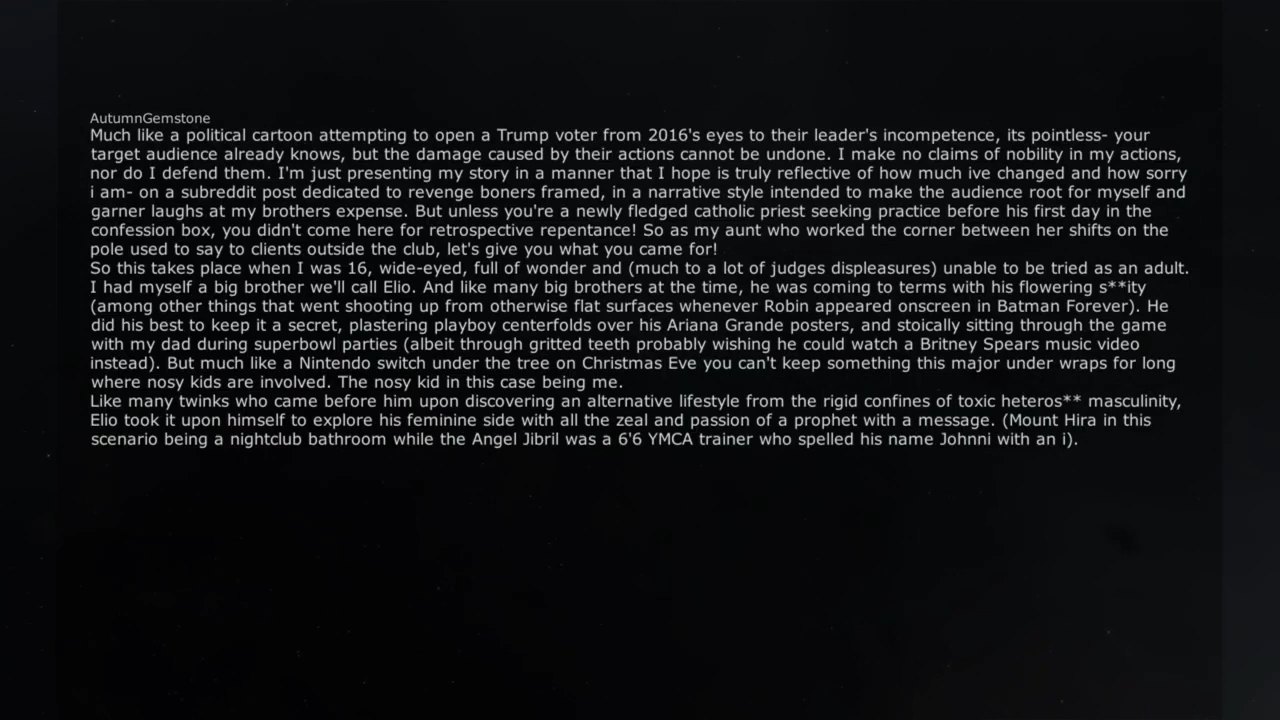 AutumnGemstone
Much like a political cartoon attempting to open a Trump voter from 2016's eyes to their leader's incompetence, its pointless- your
target audience already knows, but the damage caused by their actions cannot be undone. I make no claims of nobility in my actions,
nor do I defend them. I'm just presenting my story in a manner that I hope is truly reflective of how much ive changed and how sorry
i am- on a subreddit post dedicated to revenge boners framed, in a narrative style intended to make the audience root for myself and
garner laughs at my brothers expense. But unless you're a newly fledged catholic priest seeking practice before his first day in the
confession box, you didn't come here for retrospective repentance! So as my aunt who worked the corner between her shifts on the
pole used to say to clients outside the club, let's give you what you came for!
So this takes place when I was 16, wide-eyed, full of wonder and (much to a lot of judges displeasures) unable to be tried as an adult.
I had myself a big brother we'll call Elio. And like many big brothers at the time, he was coming to terms with his flowering s**ity
(among other things that went shooting up from otherwise flat surfaces whenever Robin appeared onscreen in Batman Forever). He
did his best to keep it a secret, plastering playboy centerfolds over his Ariana Grande posters, and stoically sitting through the game
with my dad during superbowl parties (albeit through gritted teeth probably wishing he could watch a Britney Spears music video
instead). But much like a Nintendo switch under the tree on Christmas Eve you can't keep something this major under wraps for long
where nosy kids are involved. The nosy kid in this case being me.
Like many twinks who came before him upon discovering an alternative lifestyle from the rigid confines of toxic heteros** masculinity,
Elio took it upon himself to explore his feminine side with all the zeal and passion of a prophet with a message. (Mount Hira in this
scenario being a nightclub bathroom while the Angel Jibril was a 6'6 YMCA trainer who spelled his name Johnni with an i).